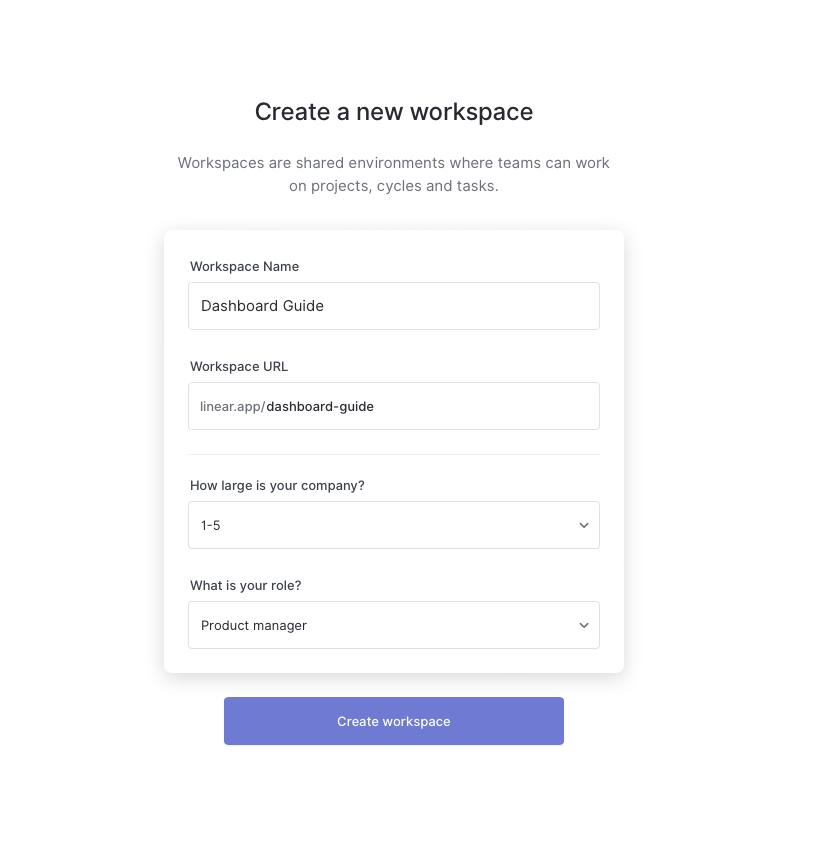 Create a new workspace
Workspaces are shared environments where teams can work
on projects, cycles and tasks.
Workspace Name
Dashboard Guide
Workspace URL
linear.app/dashboard-guide
How large is your company?
1-5
What is your role?
Product manager
Create workspace